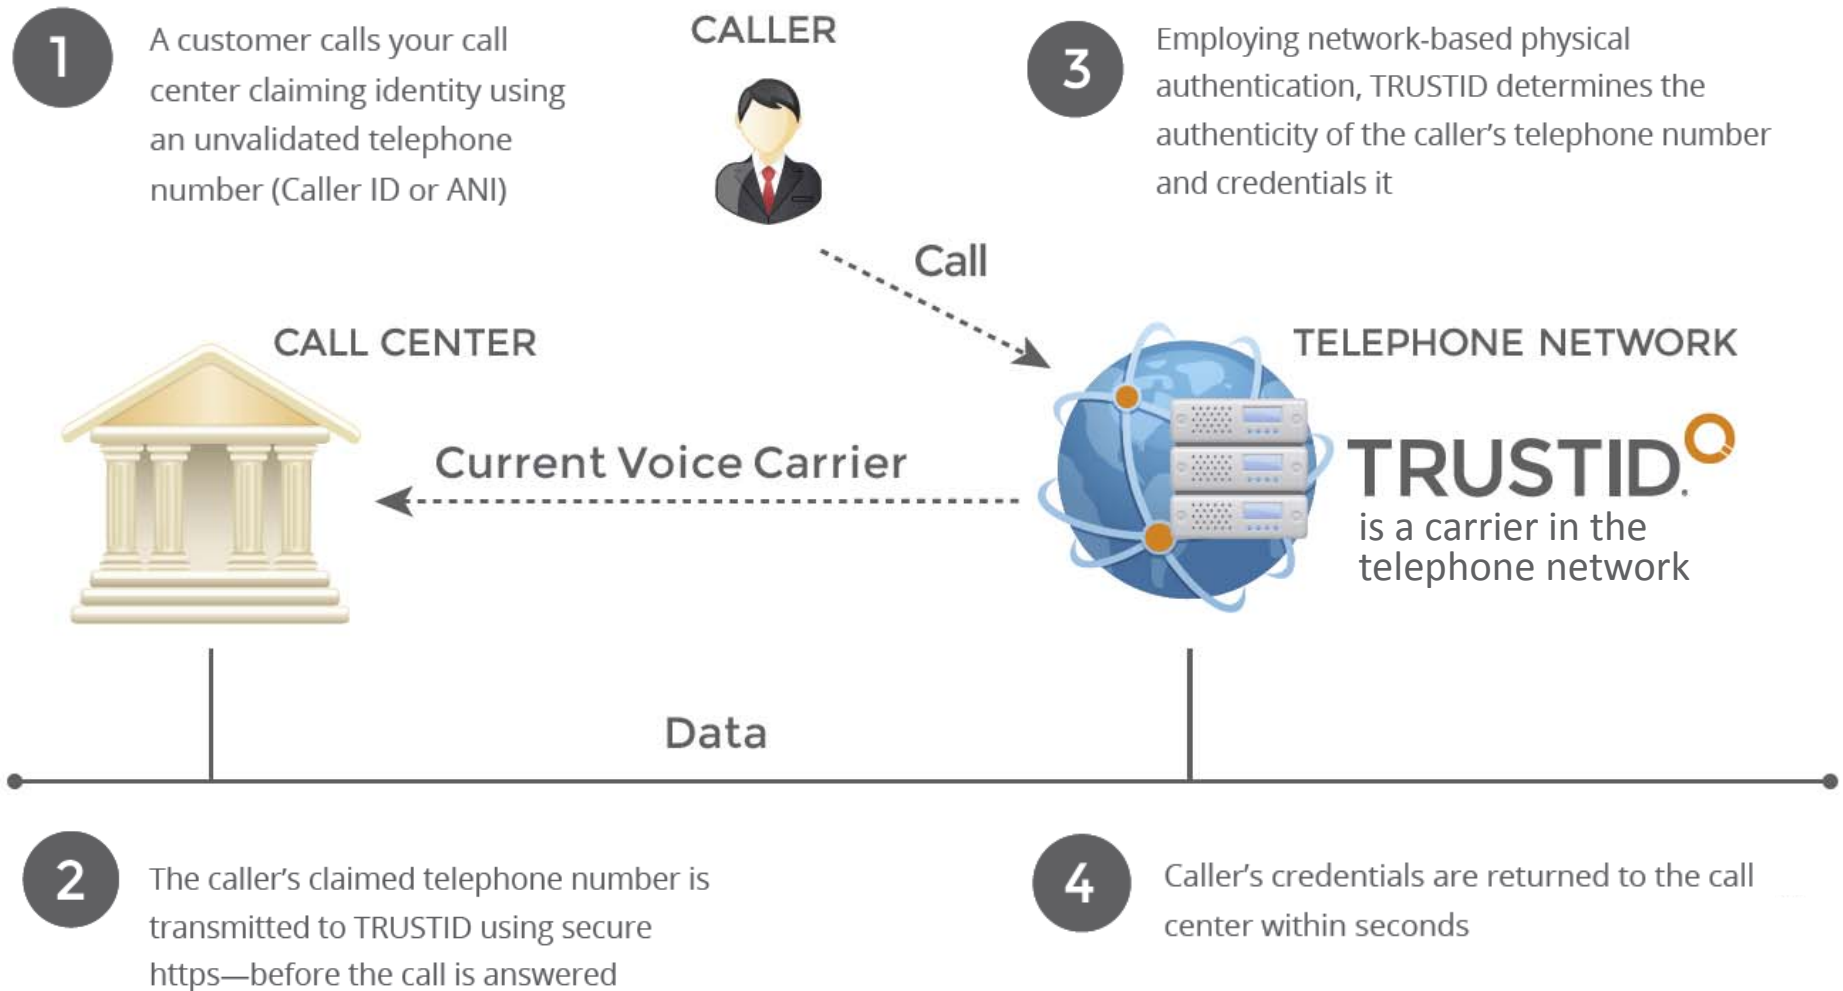 1
A customer calls your call
center claiming identity using
an unvalidated telephone
number (Caller ID or ANI)
CALLER
3
Employing network-based physical
authentication, TRUSTID determines the
authenticity of the caller's telephone number
and credentials it
Call
CALL CENTER
TELEPHONE NETWORK
Current Voice Carrier
TRUSTID.
is a carrier in the
telephone network
Data
2
The caller's claimed telephone number is
transmitted to TRUSTID using secure
https—before the call is answered
4
Caller's credentials are returned to the call
center within seconds